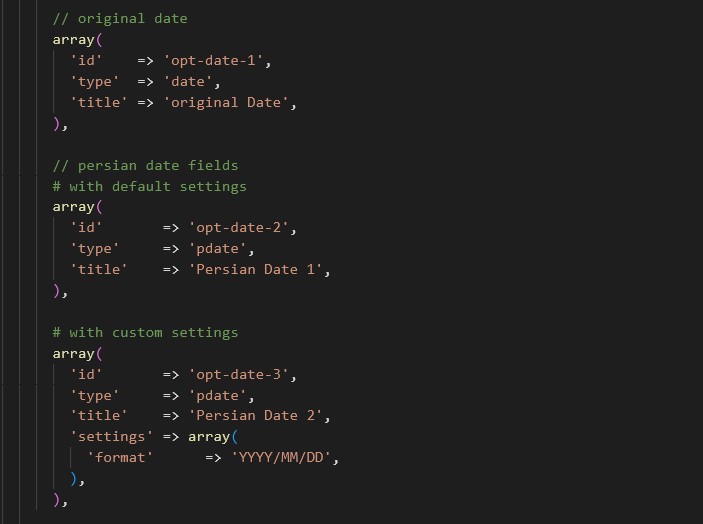 // original date
array(
  'id'    => 'opt-date-1',
  'type'  => 'date',
  'title' => 'original Date',
),
// persian date fields
# with default settings
array(
  'id'       => 'opt-date-2',
  'type'     => 'pdate',
  'title'    => 'Persian Date 1',
),
# with custom settings
array(
  'id'       => 'opt-date-3',
  'type'     => 'pdate',
  'title'    => 'Persian Date 2',
  'settings' => array(
    'format'      => 'YYYY/MM/DD',
  ),
),